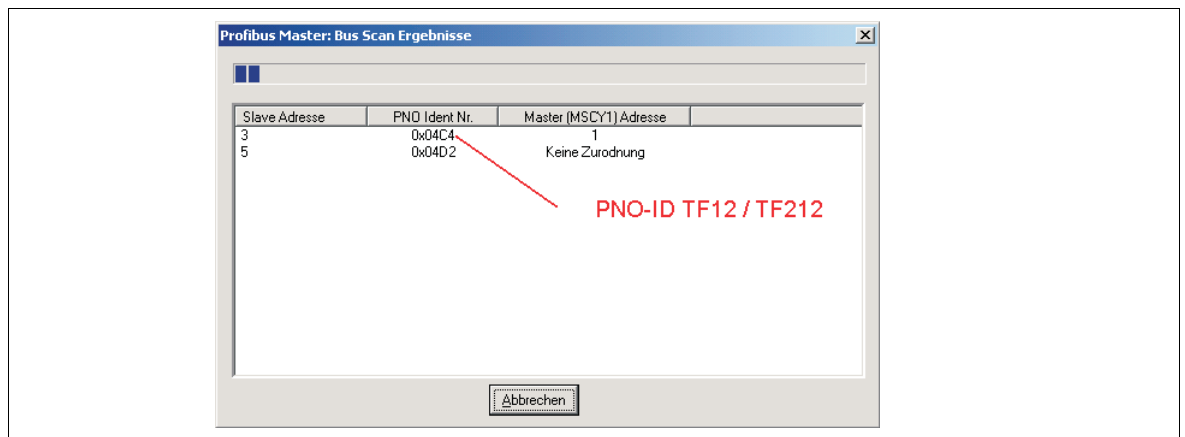 Profibus Master: Bus Scan Ergebnisse
Slave Adresse PNO Ident Nr. Master (MSCY1) Adresse
3 0x04C4 1
5 0x04D2 Keine Zurodnung
PNO-ID TF12 / TF212
Abbrechen